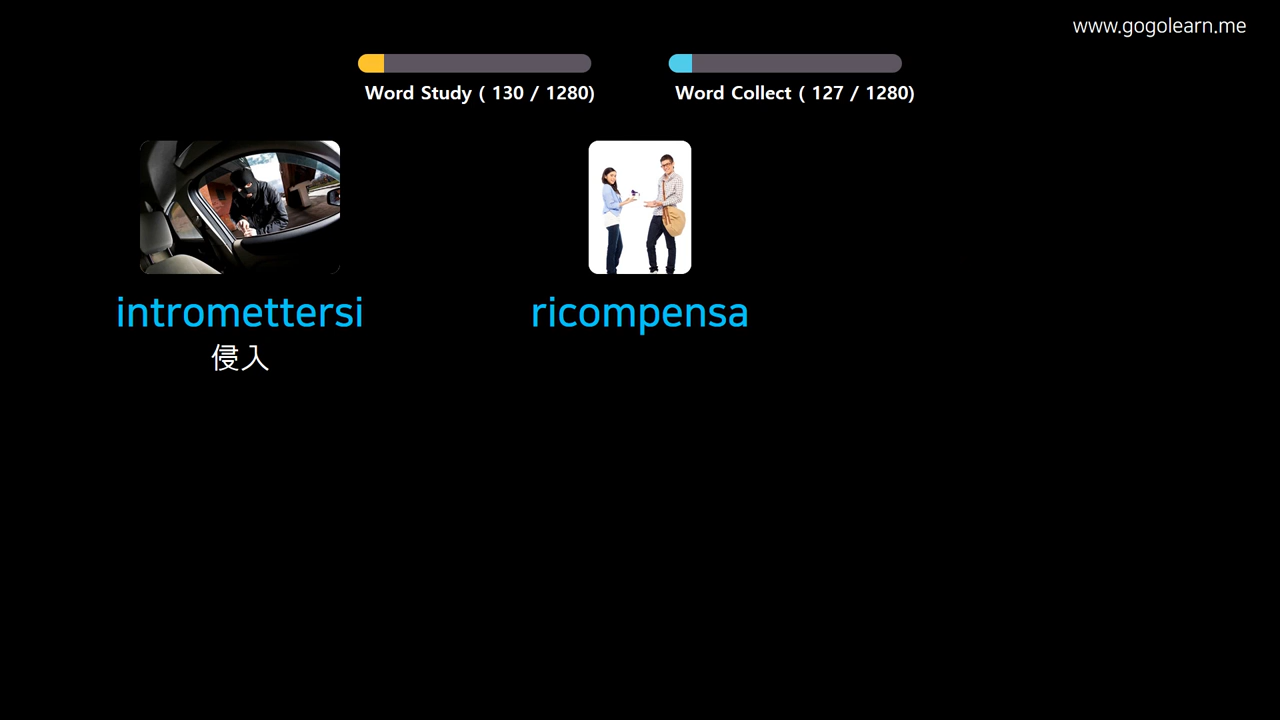 www.gogolearn.me
Word Study ( 130 / 1280)
Word Collect ( 127 / 1280)
intromettersi
ricompensa
侵入